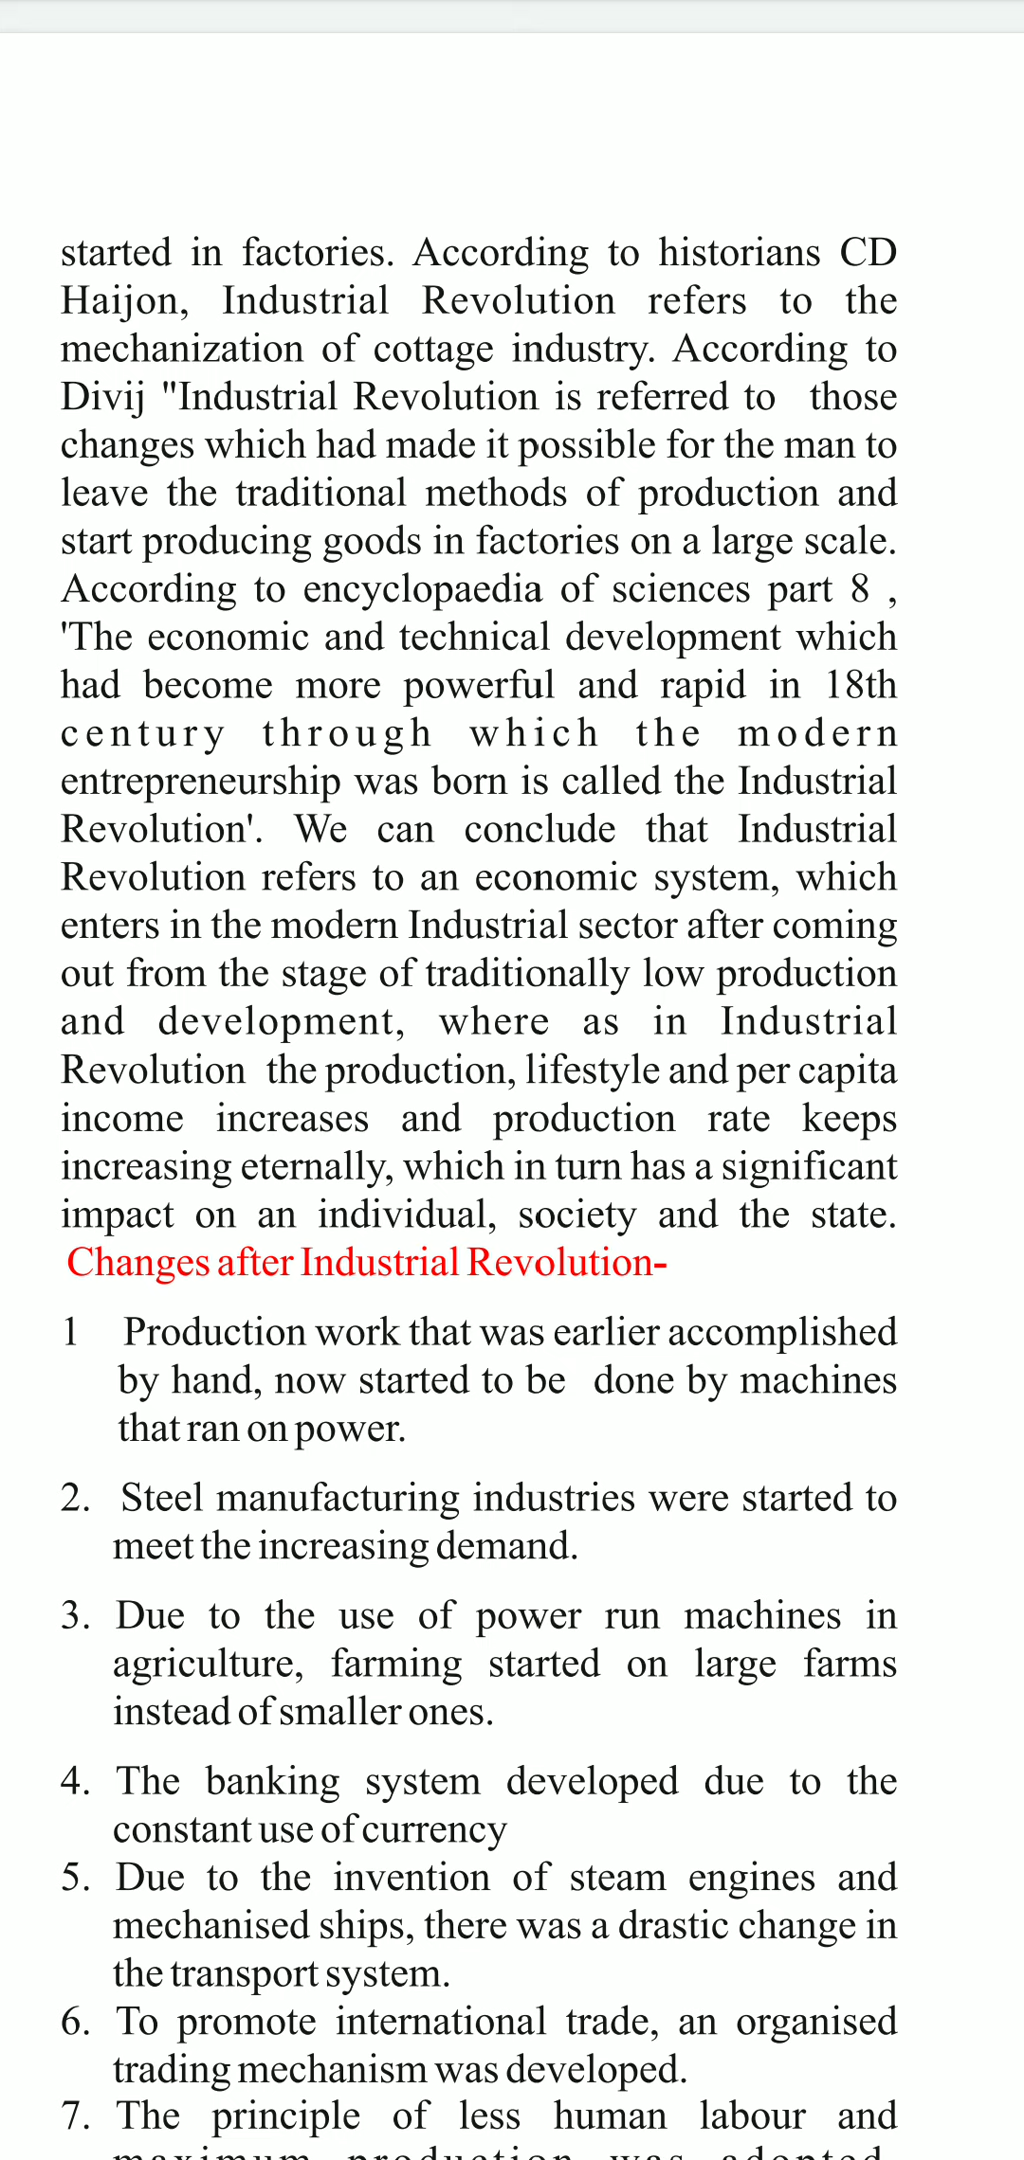 started in factories. According to historians CD
Haijon, Industrial Revolution refers to the
mechanization of cottage industry. According to
Divij "Industrial Revolution is referred to those
changes which had made it possible for the man to
leave the traditional methods of production and
start producing goods in factories on a large scale.
According to encyclopaedia of sciences part 8 ,
'The economic and technical development which
had become more powerful and rapid in 18th
century through which the modern
entrepreneurship was born is called the Industrial
Revolution'. We can conclude that Industrial
Revolution refers to an economic system, which
enters in the modern Industrial sector after coming
out from the stage of traditionally low production
and development, where as in Industrial
Revolution the production, lifestyle and per capita
income increases and production rate keeps
increasing eternally, which in turn has a significant
impact on an individual, society and the state.
Changes after Industrial Revolution-
1 Production work that was earlier accomplished
by hand, now started to be done by machines
that ran on power.
2. Steel manufacturing industries were started to
meet the increasing demand.
3. Due to the use of power run machines in
agriculture, farming started on large farms
instead of smaller ones.
4. The banking system developed due to the
constant use of currency
5. Due to the invention of steam engines and
mechanised ships, there was a drastic change in
the transport system.
6. To promote international trade, an organised
trading mechanism was developed.
7. The principle of less human labour and
maximum production was adopted